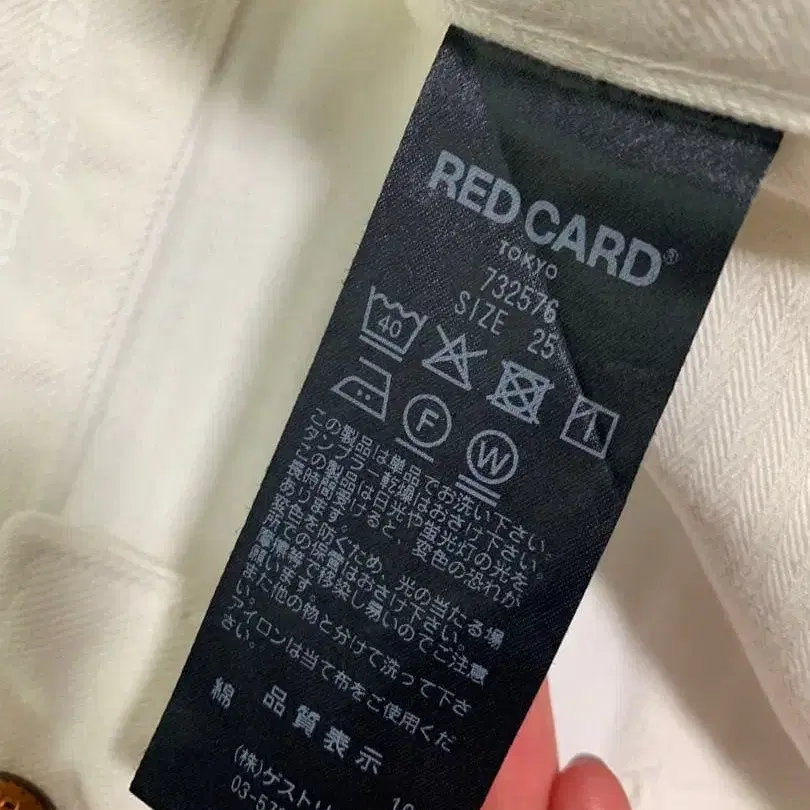 RED CARD®
TOKYO
732576
SIZE 25
40
F
W
この製品は単品でお洗い下さい。
タンブラー乾燥はおさけ下さい。
この製品は日光や蛍光灯の光を
長時間受けると、変色の恐れが
あります。
変色を防ぐため、光の当たる場
所での保管はおさけ下さい。
摩擦等で移染し易いのでご注意
願います。
また他の物と分けて洗って下さ
い。
アイロンは当て布をご使用くだ
さい。
品質表示
綿 10
(株)ゲストリ
03-57